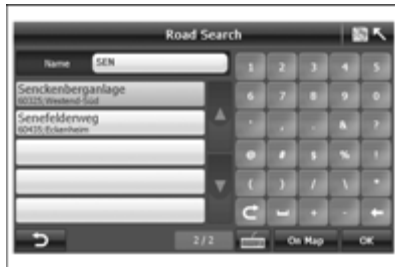 Road Search
Name SEN
1 2 3 4 5
Senckenberganlage
60325; Westend-Süd
6 7 8 9 0
Senefelderweg
60435; Eckenheim
' , . & ?
@ # $ % !
( ) / \ *
+ -
2/2
On Map
OK